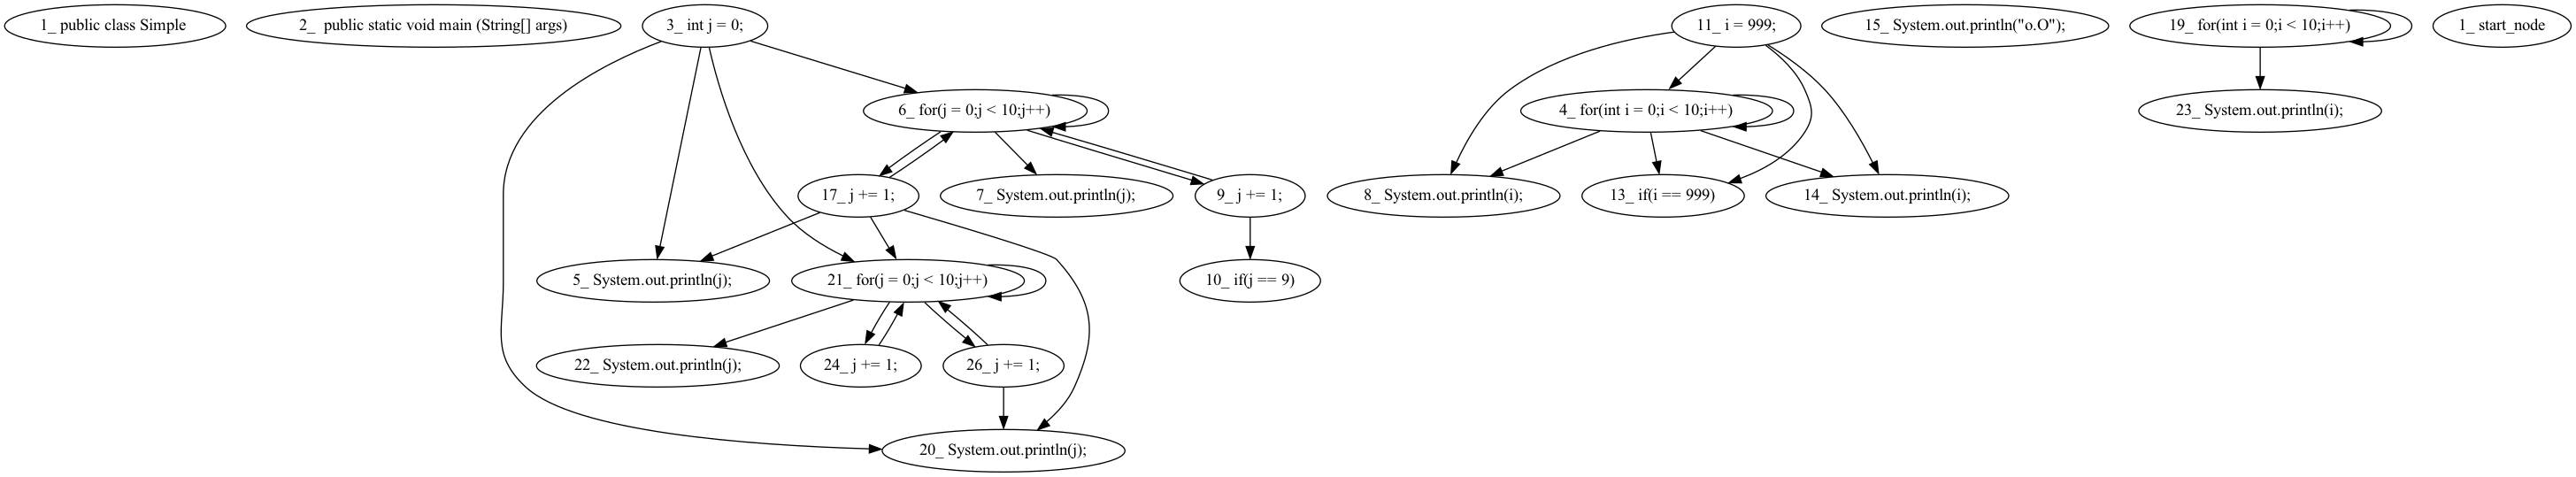 1_ public class Simple
2_ public static void main (String[] args)
3_ int j = 0;
11_ i = 999;
15_ System.out.println("o.O");
19_ for(int i = 0;i < 10;i++)
1_ start_node
6_ for(j = 0;j < 10;j++)
4_ for(int i = 0;i < 10;i++)
23_ System.out.println(i);
17_ j += 1;
7_ System.out.println(j);
9_ j += 1;
8_ System.out.println(i);
13_ if(i == 999)
14_ System.out.println(i);
5_ System.out.println(j);
21_ for(j = 0;j < 10;j++)
10_ if(j == 9)
22_ System.out.println(j);
24_ j += 1;
26_ j += 1;
20_ System.out.println(j);